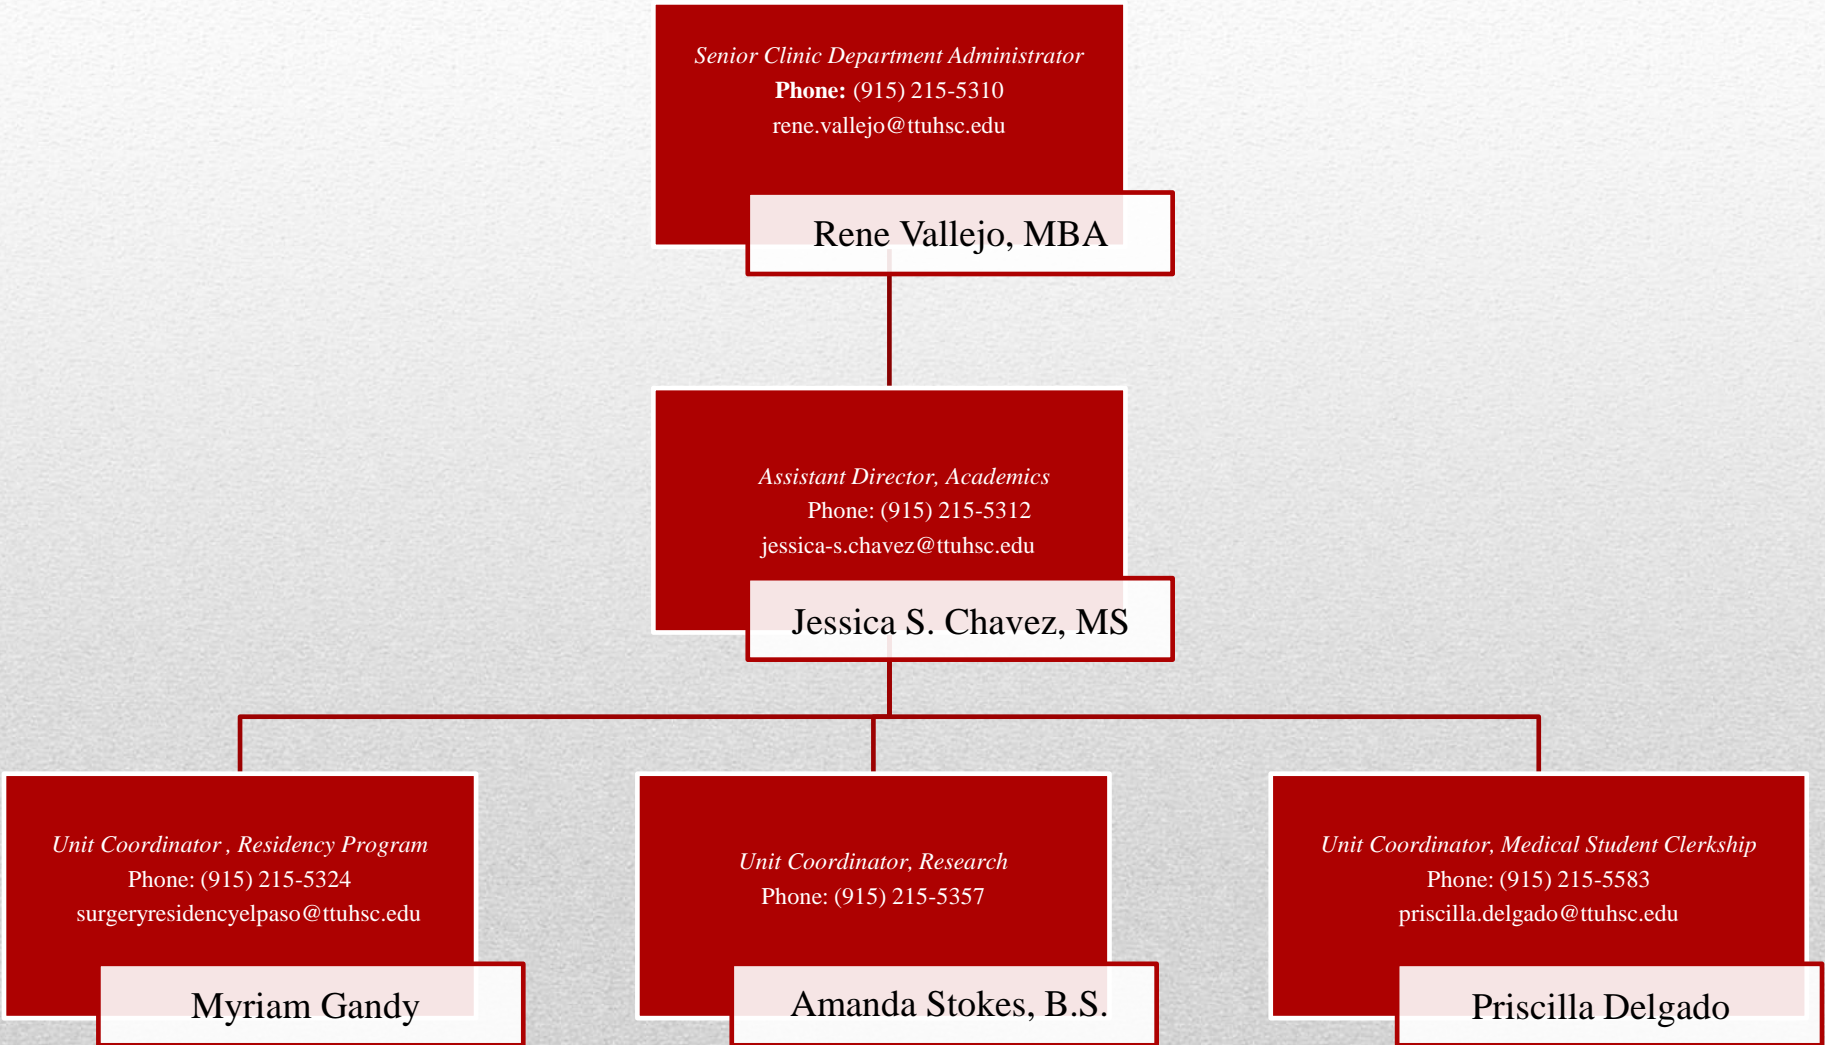 Senior Clinic Department Administrator
Phone: (915) 215-5310
rene.vallejo@ttuhsc.edu
Rene Vallejo, MBA
Assistant Director, Academics
Phone: (915) 215-5312
jessica-s.chavez@ttuhsc.edu
Jessica S. Chavez, MS
Unit Coordinator , Residency Program
Phone: (915) 215-5324
surgeryresidencyelpaso@ttuhsc.edu
Myriam Gandy
Unit Coordinator, Research
Phone: (915) 215-5357
Amanda Stokes, B.S.
Unit Coordinator, Medical Student Clerkship
Phone: (915) 215-5583
priscilla.delgado@ttuhsc.edu
Priscilla Delgado